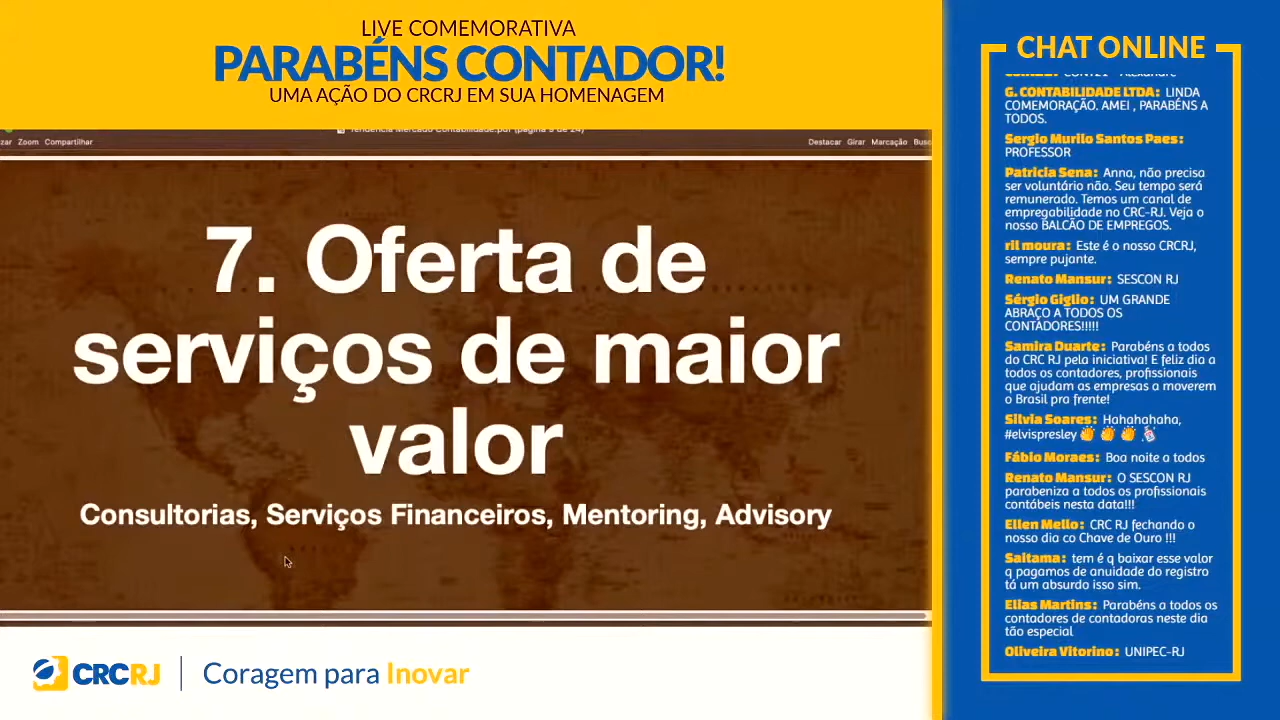 LIVE COMEMORATIVA
PARABÉNS CONTADOR!
UMA AÇÃO DO CRCRJ EM SUA HOMENAGEM
Zoom Compartilhar
Destacar Girar Marcação
7. Oferta de
serviços de maior
valor
Consultorias, Serviços Financeiros, Mentoring, Advisory
CRCRJ
Coragem para Inovar
CHAT ONLINE
G. CONTABILIDADE LTDA: LINDA
COMEMORAÇÃO. AMEI , PARABÉNS A
TODOS.
Sergio Murilo Santos Paes:
PROFESSOR
Patricia Sena: Anna, não precisa
ser voluntário não. Seu tempo será
remunerado. Temos um canal de
empregabilidade no CRC-RJ. Veja o
nosso BALCÃO DE EMPREGOS.
ril moura: Este é o nosso CRCRJ,
sempre pujante.
Renato Mansur: SESCON RJ
Sérgio Giglio: UM GRANDE
ABRAÇO A TODOS OS
CONTADORES!!!!!
Samira Duarte: Parabéns a todos
do CRC RJ pela iniciativa! E feliz dia a
todos os contadores, profissionais
que ajudam as empresas a moverem
o Brasil pra frente!
Silvia Soares: Hahahahaha,
#elvispresley 👏 👏 👏
Fábio Moraes: Boa noite a todos
Renato Mansur: O SESCON RJ
parabeniza a todos os profissionais
contábeis nesta data!!!
Ellen Mello: CRC RJ fechando o
nosso dia co Chave de Ouro !!!
Saitama: tem é q baixar esse valor
q pagamos de anuidade do registro
tá um absurdo isso sim.
Elias Martins: Parabéns a todos os
contadores de contadoras neste dia
tão especial
Oliveira Vitorino: UNIPEC-RJ